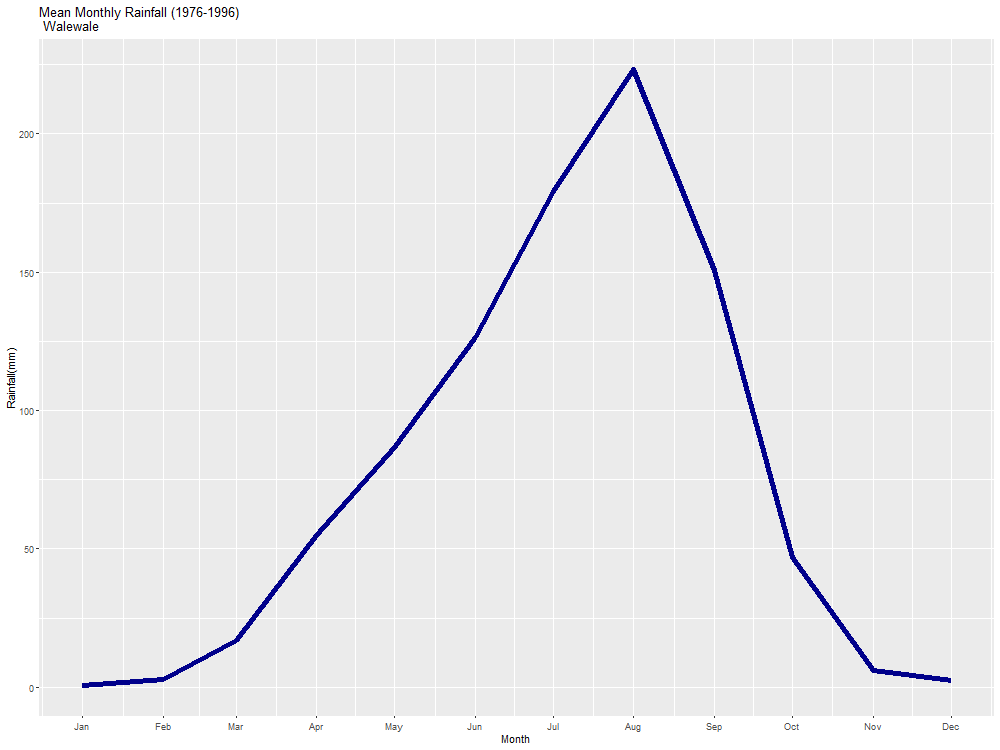 Mean Monthly Rainfall (1976-1996)
Walewale
200
150
100
50
0
Rainfall(mm)
Jan Feb Mar Apr May Jun Jul Aug Sep Oct Nov Dec
Month